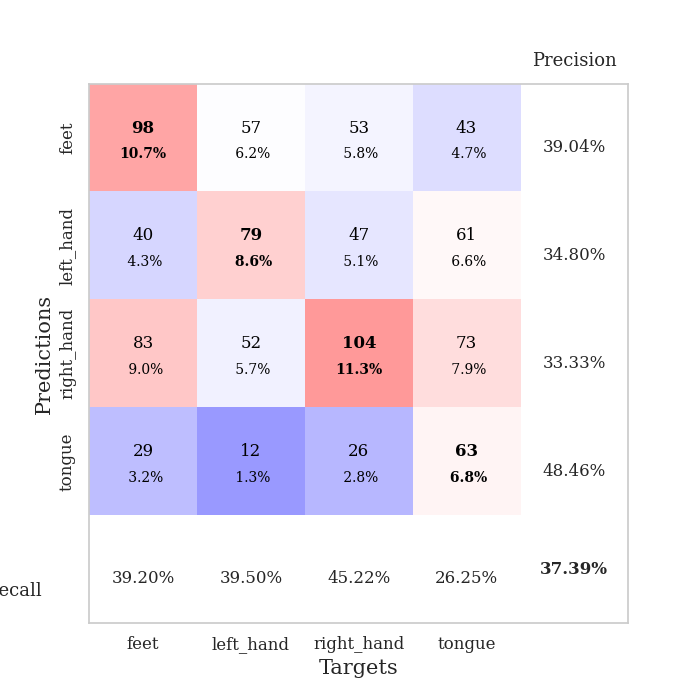 Precision
feet
98 57 53 43
10.7% 6.2% 5.8% 4.7%
39.04%
left_hand
40 79 47 61
4.3% 8.6% 5.1% 6.6%
34.80%
Predictions
right_hand
83 52 104 73
9.0% 5.7% 11.3% 7.9%
33.33%
tongue
29 12 26 63
3.2% 1.3% 2.8% 6.8%
48.46%
ecall
39.20% 39.50% 45.22% 26.25% 37.39%
feet left_hand right_hand tongue
Targets